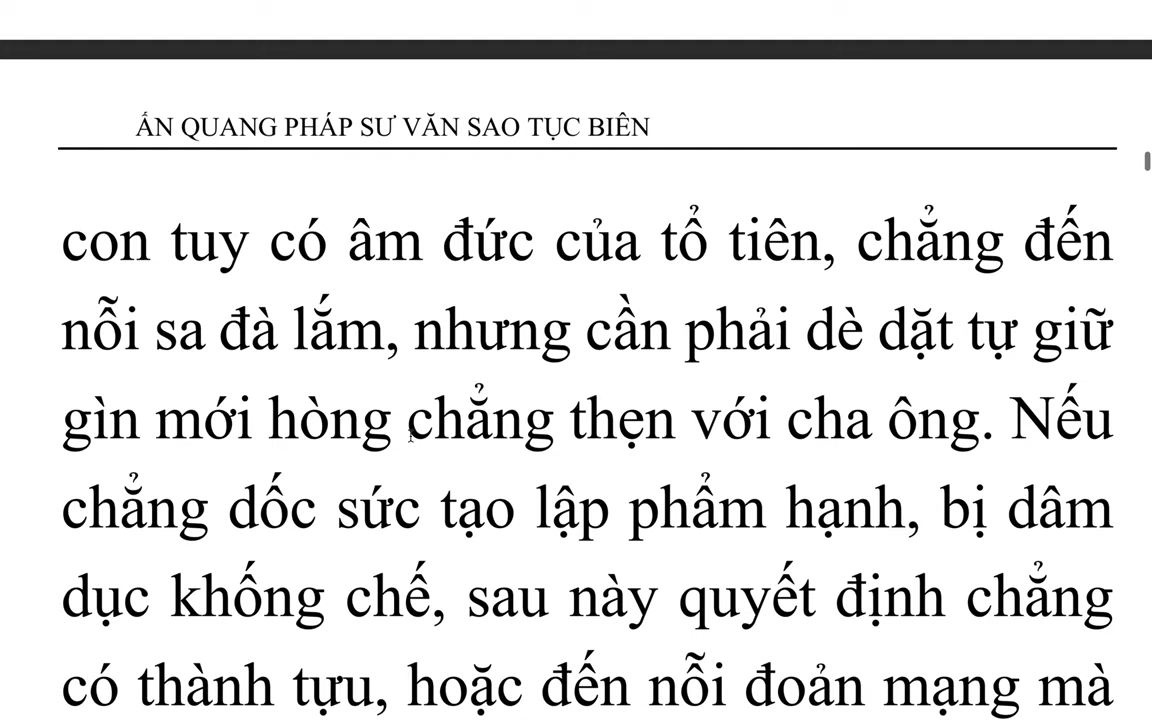 ẤN QUANG PHÁP SƯ VĂN SAO TỤC BIÊN
con tuy có âm đức của tổ tiên, chẳng đến
nỗi sa đà lắm, nhưng cần phải dè dặt tự giữ
gìn mới hòng chẳng thẹn với cha ông. Nếu
chẳng dốc sức tạo lập phẩm hạnh, bị dâm
dục khống chế, sau này quyết định chẳng
có thành tựu, hoặc đến nỗi đoản mạng mà